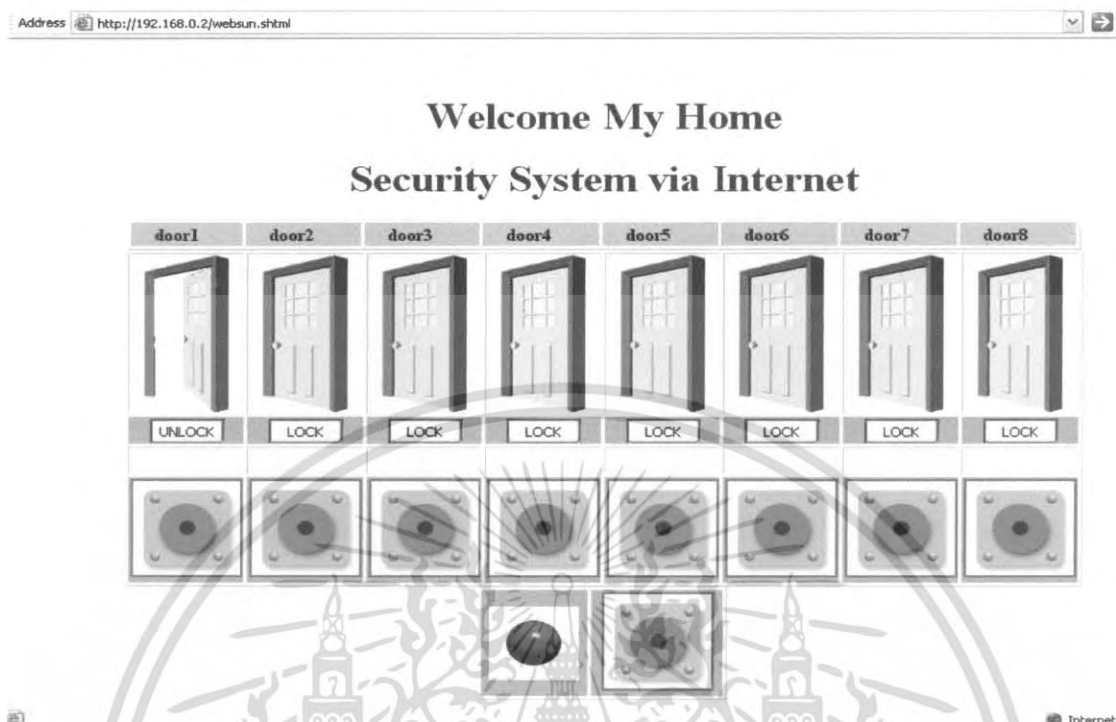 Address http://192.168.0.2/websun.shtml
Welcome My Home
Security System via Internet
door1 door2 door3 door4 door5 door6 door7 door8
UNLOCK LOCK LOCK LOCK LOCK LOCK LOCK LOCK
Internet